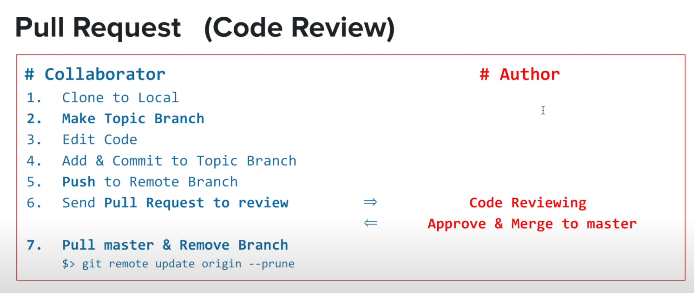 Pull Request (Code Review)
# Collaborator # Author
1. Clone to Local
2. Make Topic Branch
3. Edit Code
4. Add & Commit to Topic Branch
5. Push to Remote Branch
6. Send Pull Request to review ⇒ Code Reviewing
⇐ Approve & Merge to master
7. Pull master & Remove Branch
$> git remote update origin --prune